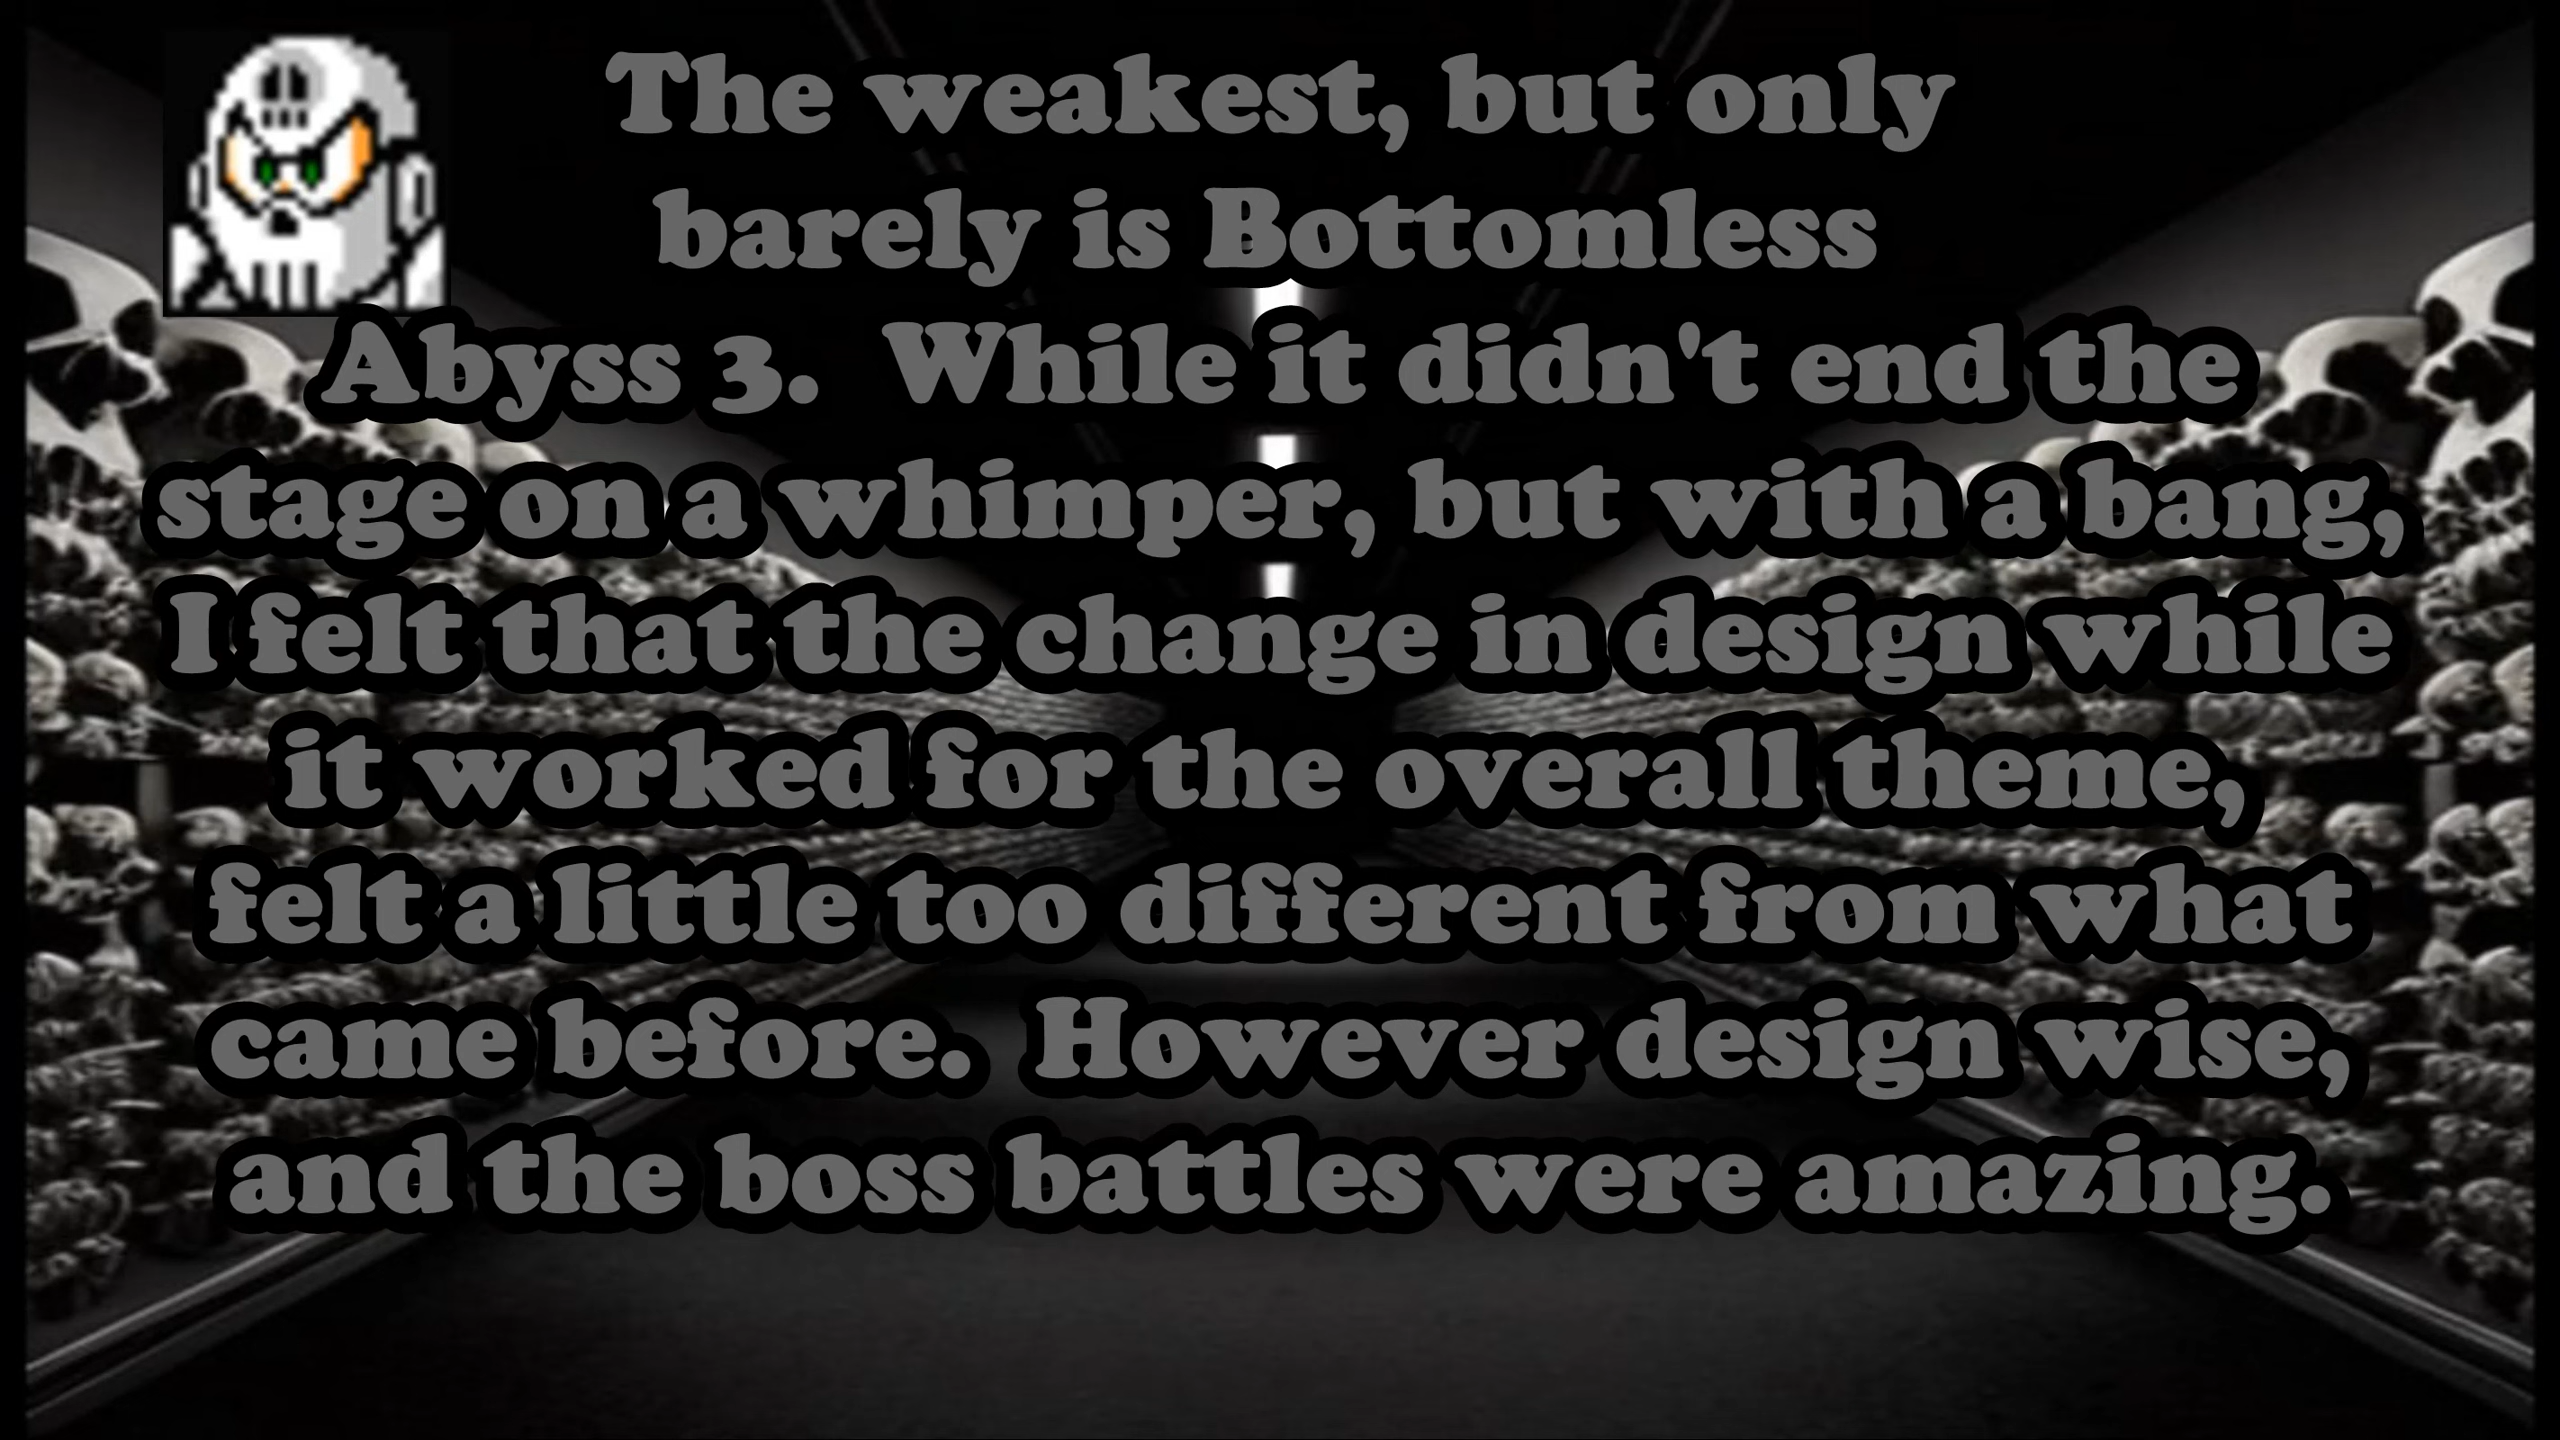 The weakest, but only
barely is Bottomless
Abyss 3.  While it didn't end the
stage on a whimper, but with a bang,
I felt that the change in design while
it worked for the overall theme,
felt a little too different from what
came before.  However design wise,
and the boss battles were amazing.